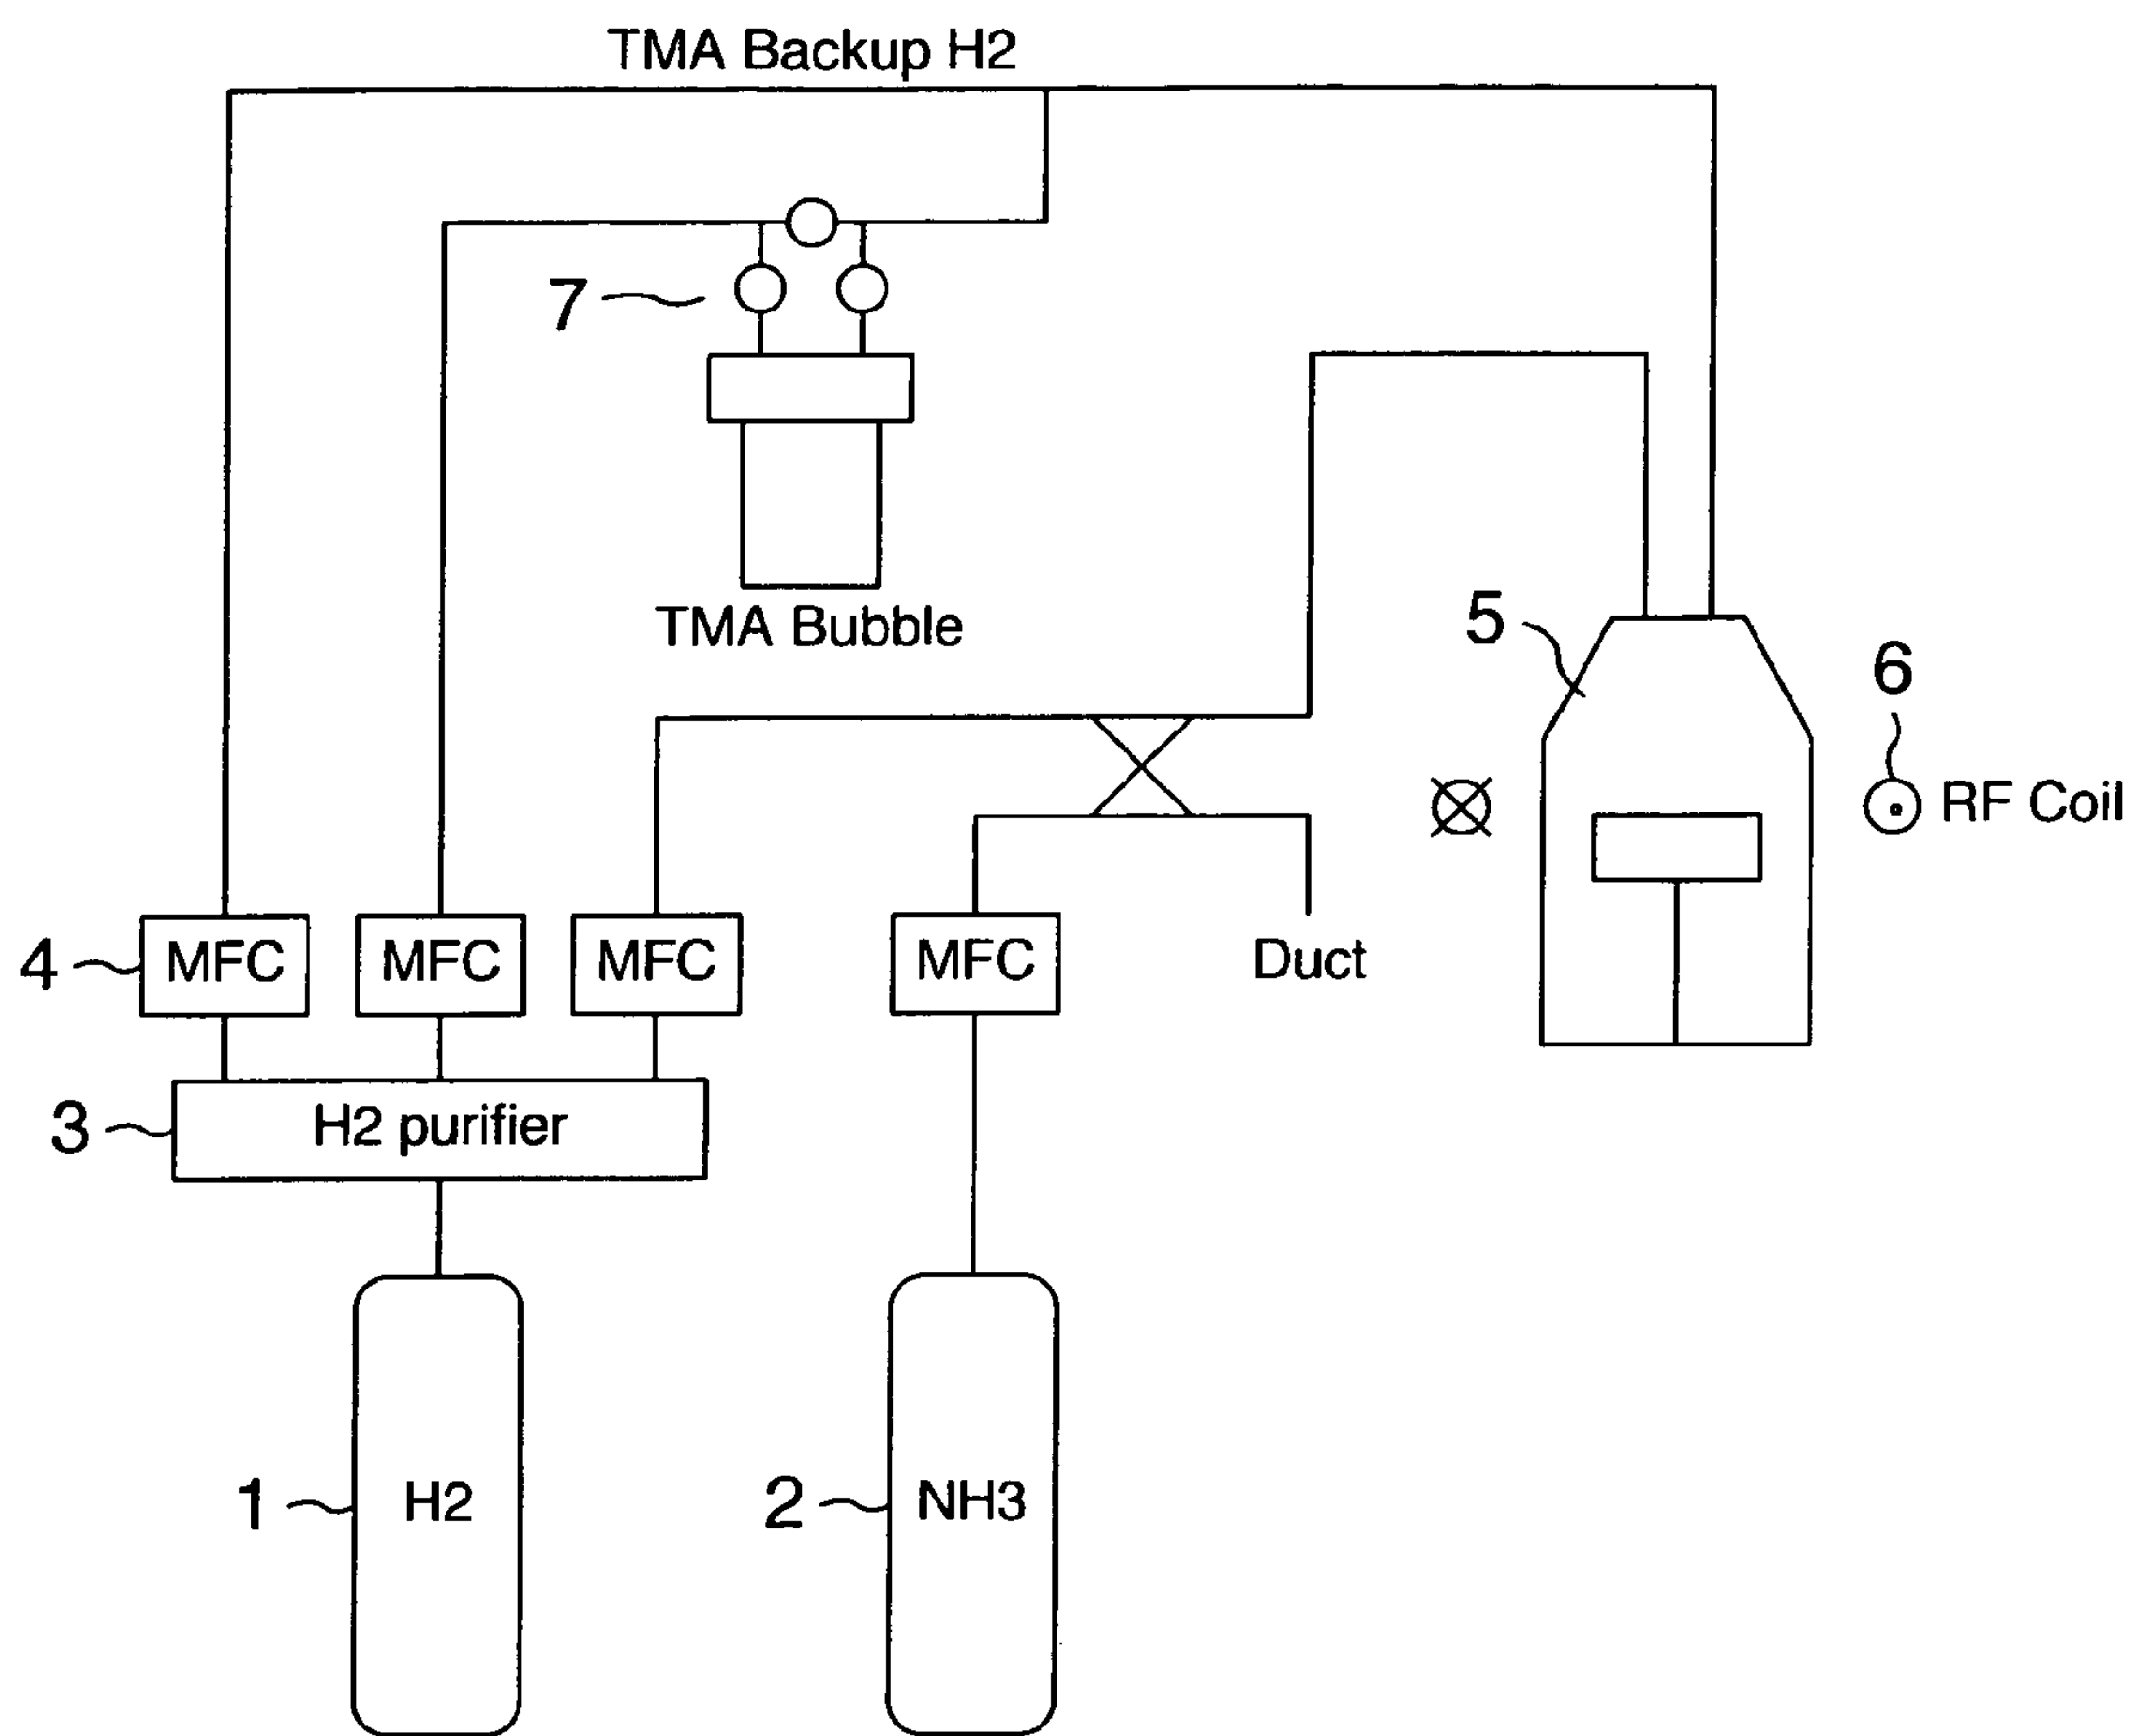 TMA Backup H2
7
TMA Bubble
5
6
RF Coil
4
MFC
MFC
MFC
MFC
Duct
3
H2 purifier
1
H2
2
NH3